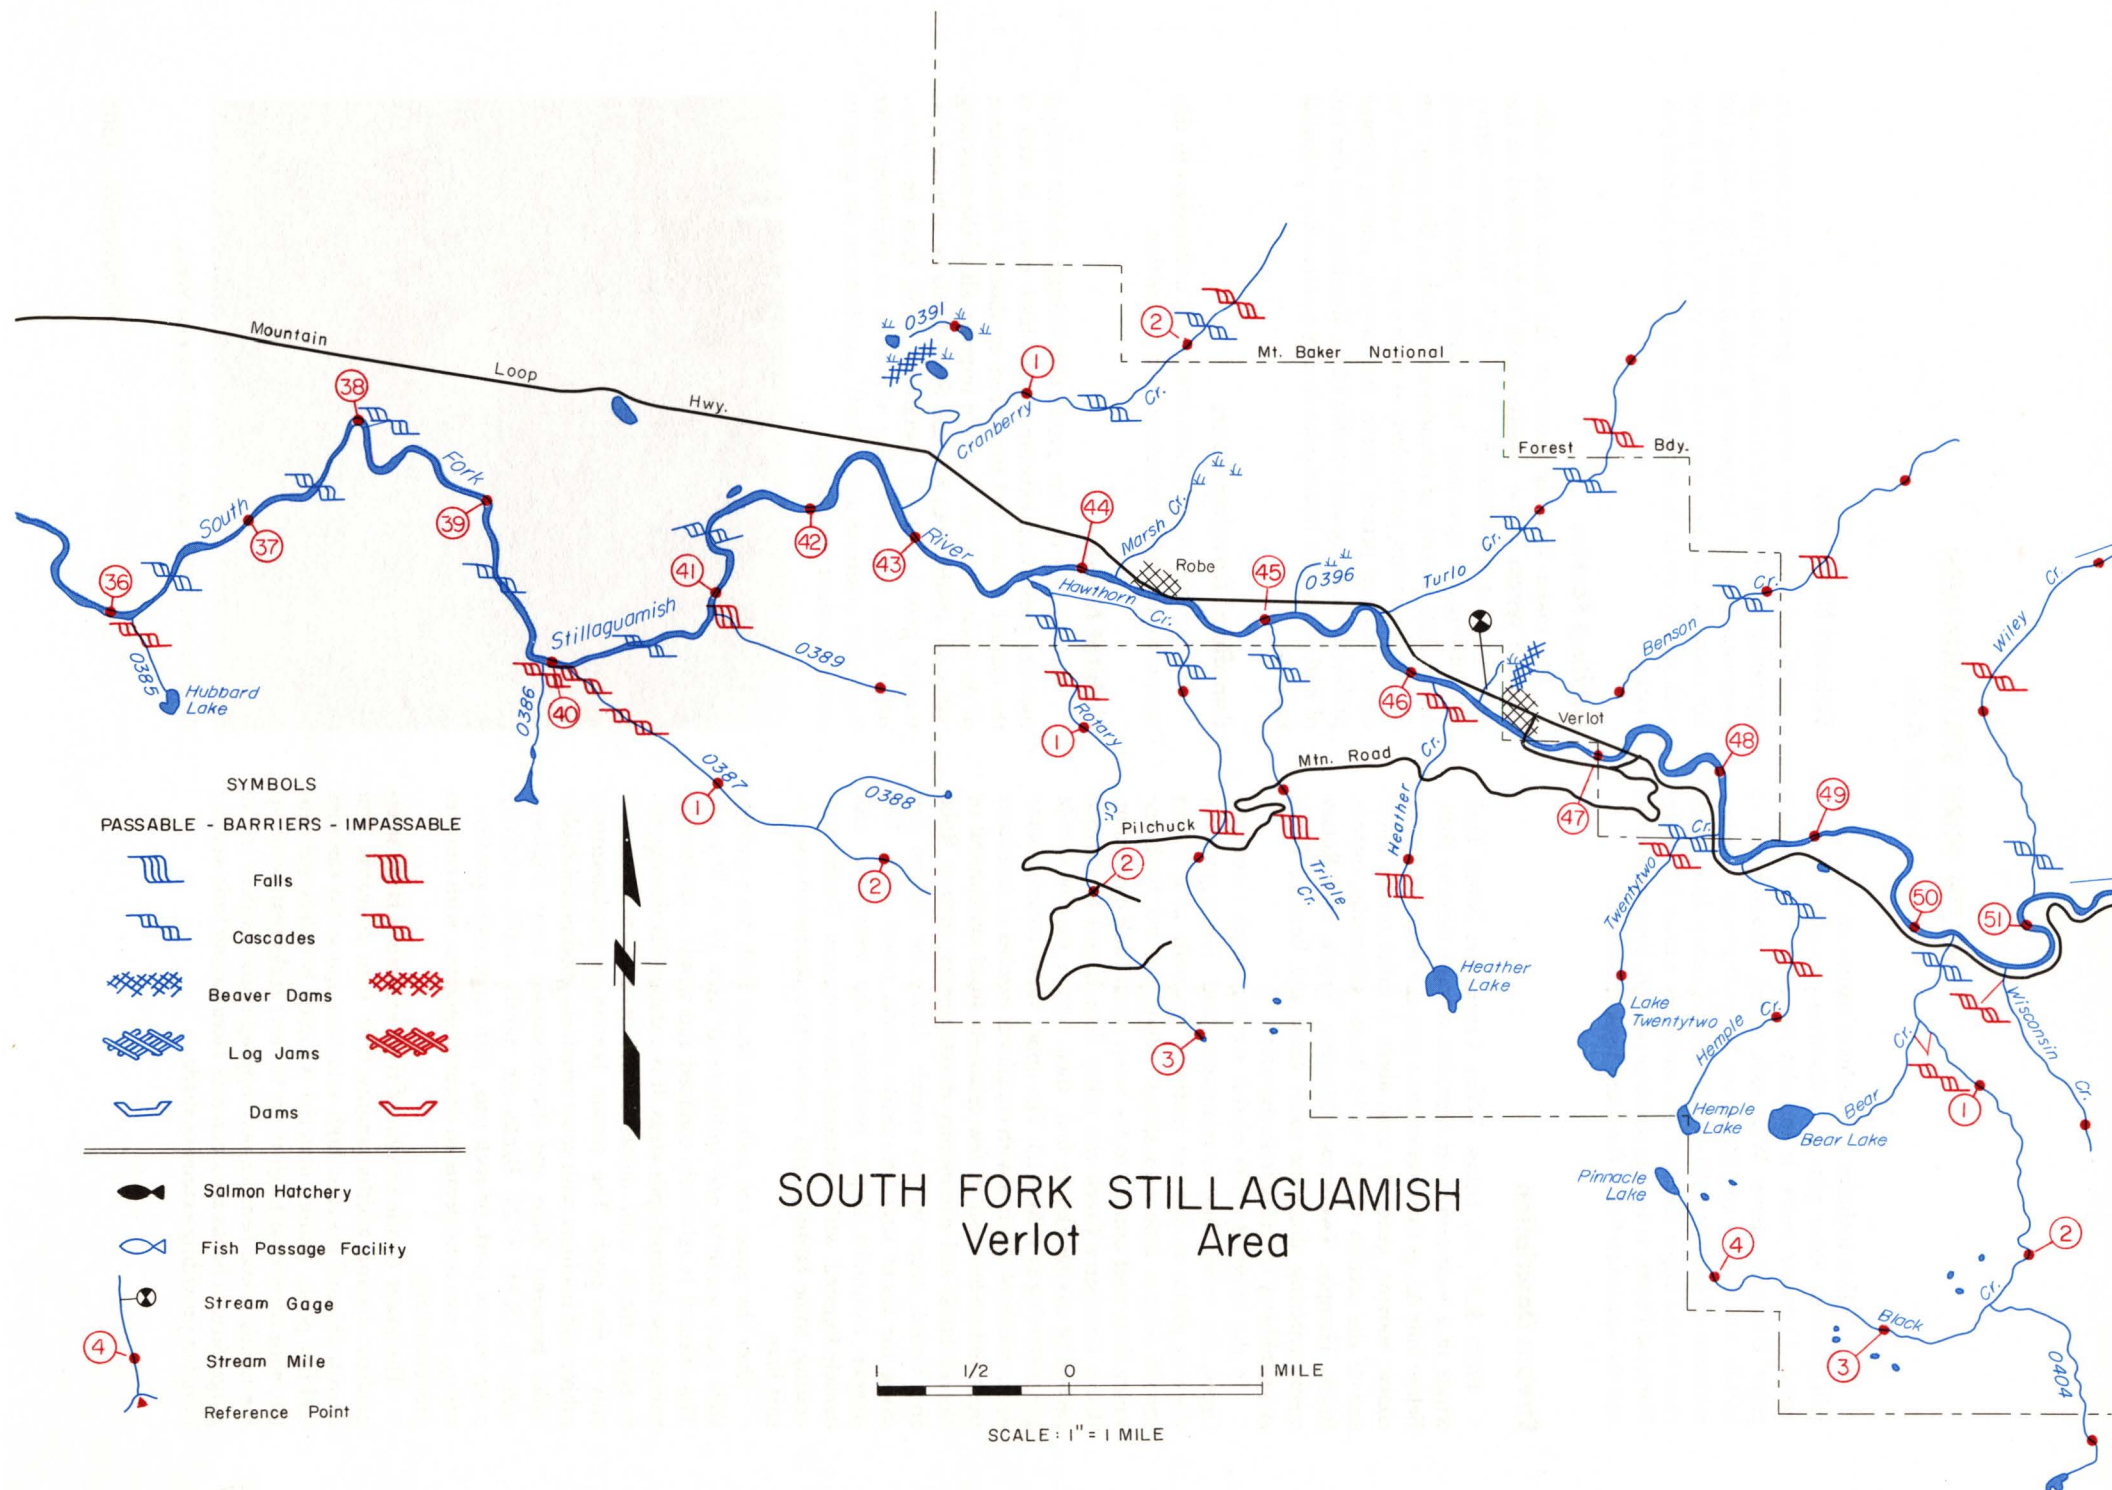 Mountain Loop Hwy.
0391
Cranberry Cr.
1
2
Mt. Baker National
Forest Bdy.
38
South Fork
39
37
36
0385
Hubbard
Lake
Stillaguamish
40
0386
41
42
43
River
44
Marsh Cr.
Robe
45
0396
Turlo Cr.
Hawthorn Cr.
0389
0387
1
0388
2
Rotary Cr.
1
2
3
Pilchuck Mtn. Road
Triple
Cr.
46
Heather Cr.
Heather
Lake
Benson Cr.
Verlot
47
48
49
Wiley Cr.
50
51
Twentytwo Cr.
Lake
Twentytwo
Hemple Cr.
Hemple
Lake
Bear Cr.
Bear Lake
Wisconsin Cr.
1
2
Pinnacle
Lake
4
3
Black Cr.
0404
SYMBOLS
PASSABLE - BARRIERS - IMPASSABLE
Falls
Cascades
Beaver Dams
Log Jams
Dams
Salmon Hatchery
Fish Passage Facility
Stream Gage
4
Stream Mile
Reference Point
N
SOUTH FORK STILLAGUAMISH
Verlot Area
1 1/2 0 1 MILE
SCALE: 1" = 1 MILE